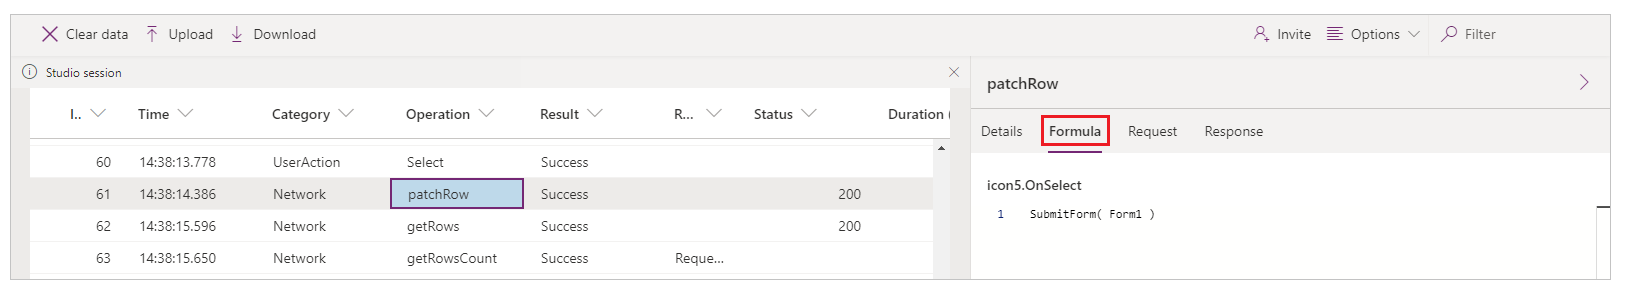 Clear data Upload Download Invite Options Filter
Studio session
I.. Time Category Operation Result R... Status Duration (
60 14:38:13.778 UserAction Select Success
61 14:38:14.386 Network patchRow Success 200
62 14:38:15.596 Network getRows Success 200
63 14:38:15.650 Network getRowsCount Success Reque...
patchRow
Details Formula Request Response
icon5.OnSelect
1 SubmitForm( Form1 )